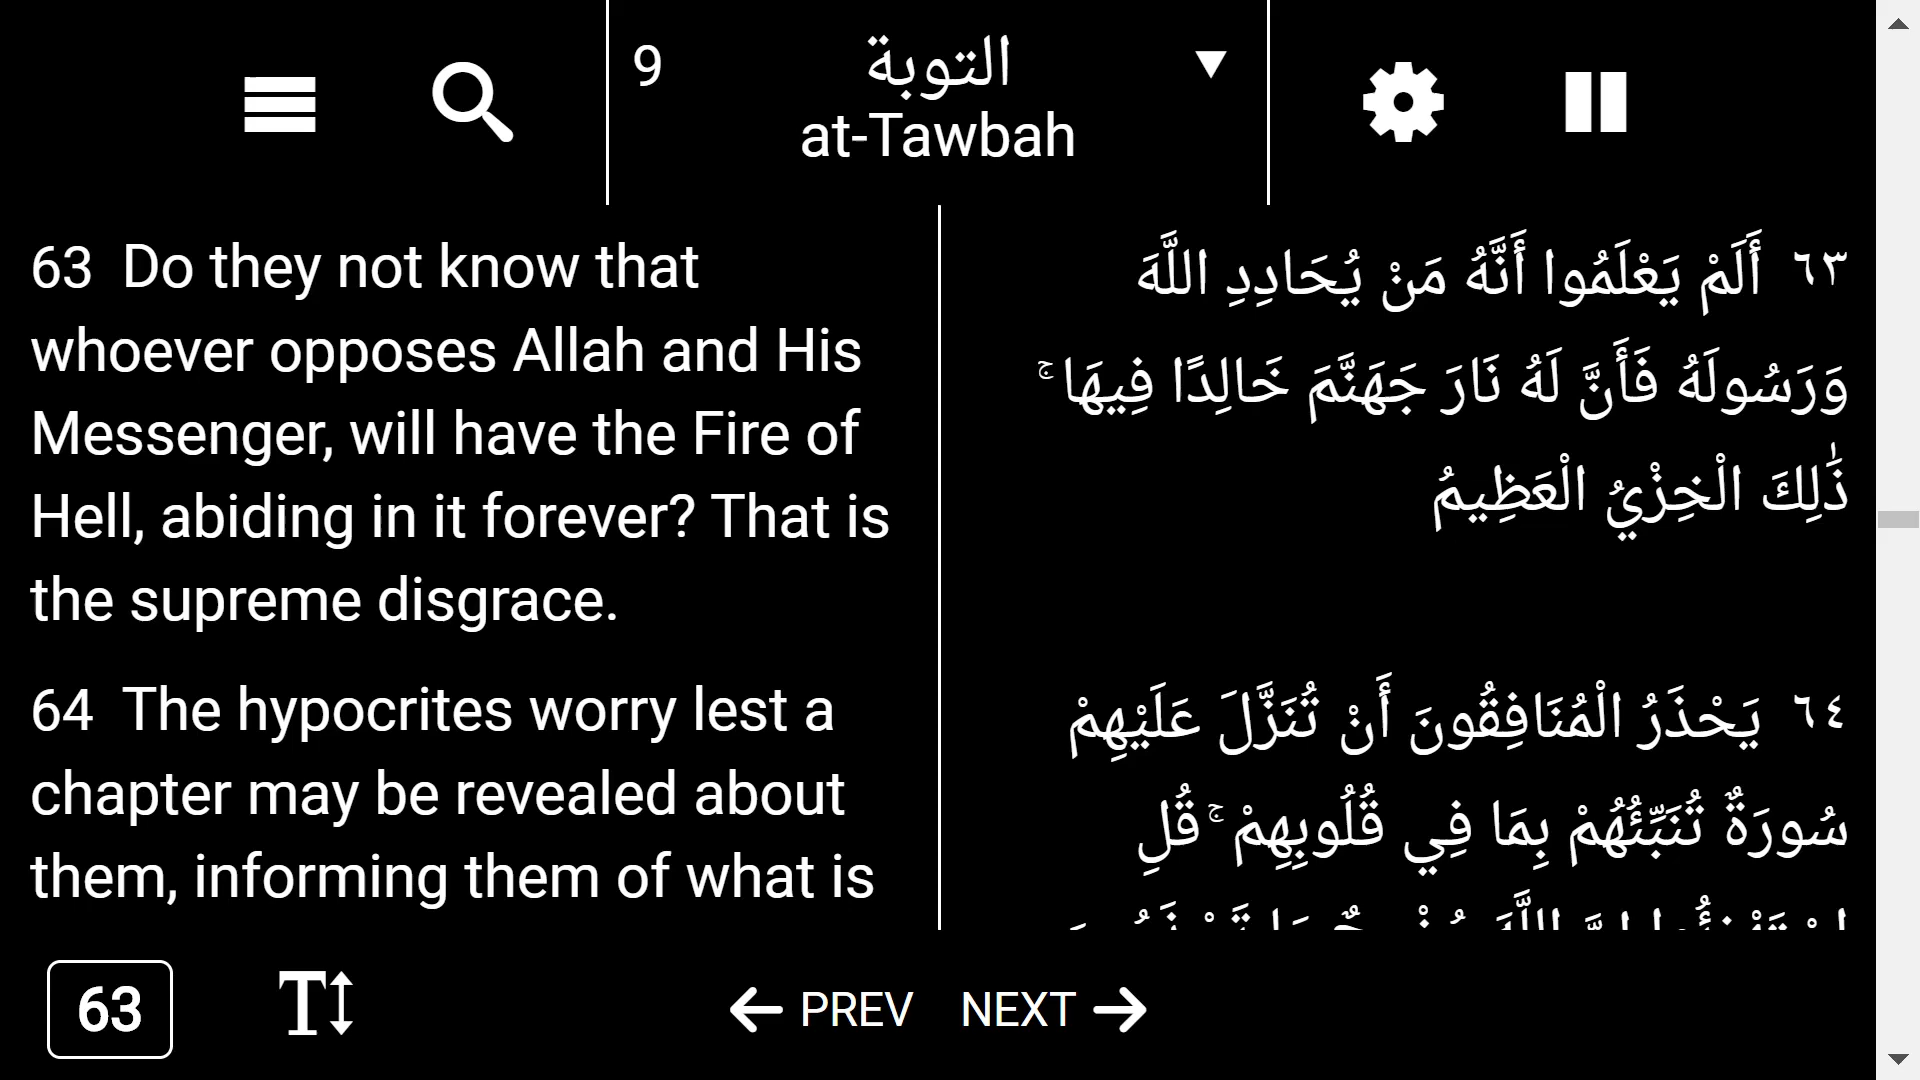 9
التوبة
at-Tawbah
63 Do they not know that
whoever opposes Allah and His
Messenger, will have the Fire of
Hell, abiding in it forever? That is
the supreme disgrace.
64 The hypocrites worry lest a
chapter may be revealed about
them, informing them of what is
٦٣ أَلَمْ يَعْلَمُوا أَنَّهُ مَنْ يُحَادِدِ اللَّهَ
وَرَسُولَهُ فَأَنَّ لَهُ نَارَ جَهَنَّمَ خَالِدًا فِيهَا ۚ
ذَٰلِكَ الْخِزْيُ الْعَظِيمُ
٦٤ يَحْذَرُ الْمُنَافِقُونَ أَنْ تُنَزَّلَ عَلَيْهِمْ
سُورَةٌ تُنَبِّئُهُمْ بِمَا فِي قُلُوبِهِمْ ۚ قُلِ
63
PREV NEXT